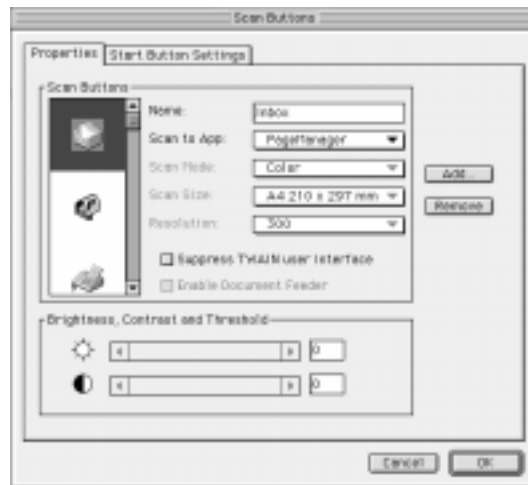 Scan Buttons
Properties
Start Button Settings
Scan Buttons
Name: Inbox
Scan to App: PageManager
Scan Mode: Color
Scan Size: A4 210 x 297 mm
Resolution: 300
Suppress TWAIN user interface
Enable Document Feeder
Add...
Remove
Brightness, Contrast and Threshold
0
0
Cancel
OK